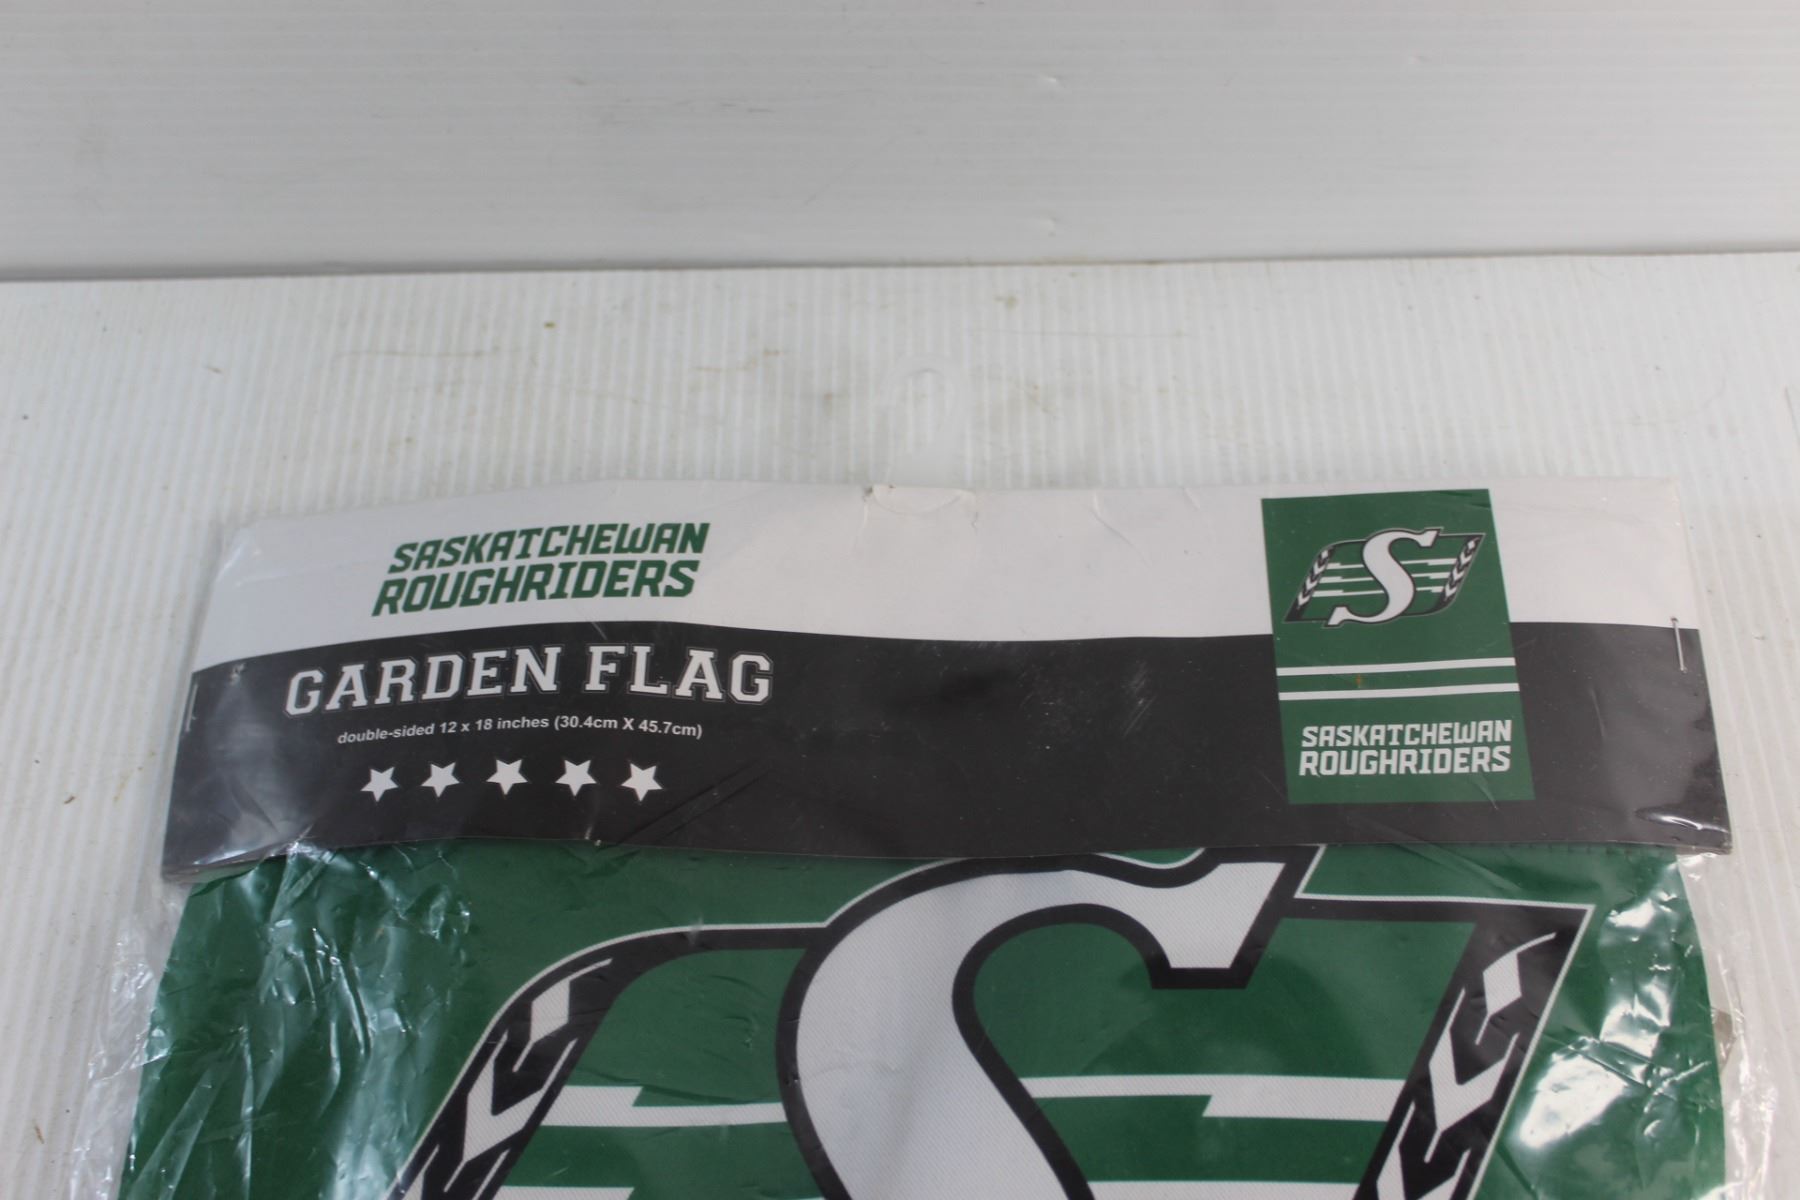 SASKATCHEWAN
ROUGHRIDERS
GARDEN FLAG
double-sided 12 x 18 inches (30.4cm X 45.7cm)
S
SASKATCHEWAN
ROUGHRIDERS
S